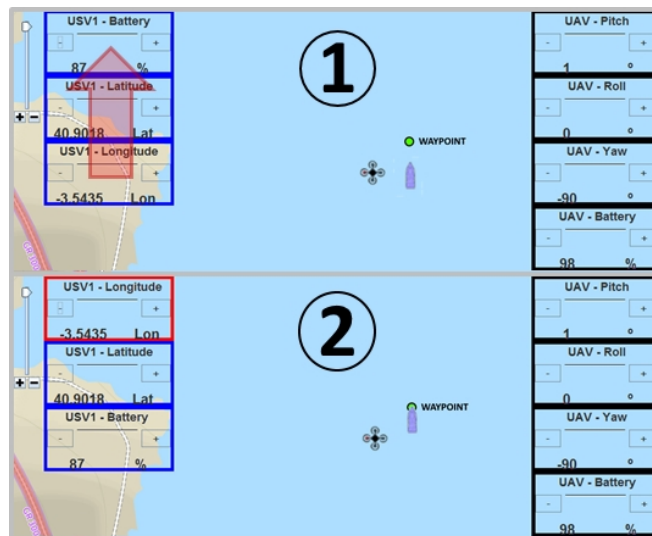 USV1 - Battery
- +
87 %
USV1 - Latitude
- +
40.9018 Lat
USV1 - Longitude
- +
-3.5435 Lon
1
WAYPOINT
UAV - Pitch
- +
1 º
UAV - Roll
- +
0 º
UAV - Yaw
- +
-90 º
UAV - Battery
- +
98 %
+ -
USV1 - Longitude
- +
-3.5435 Lon
USV1 - Latitude
- +
40.9018 Lat
USV1 - Battery
- +
87 %
2
WAYPOINT
UAV - Pitch
- +
1 º
UAV - Roll
- +
0 º
UAV - Yaw
- +
-90 º
UAV - Battery
- +
98 %
+ -